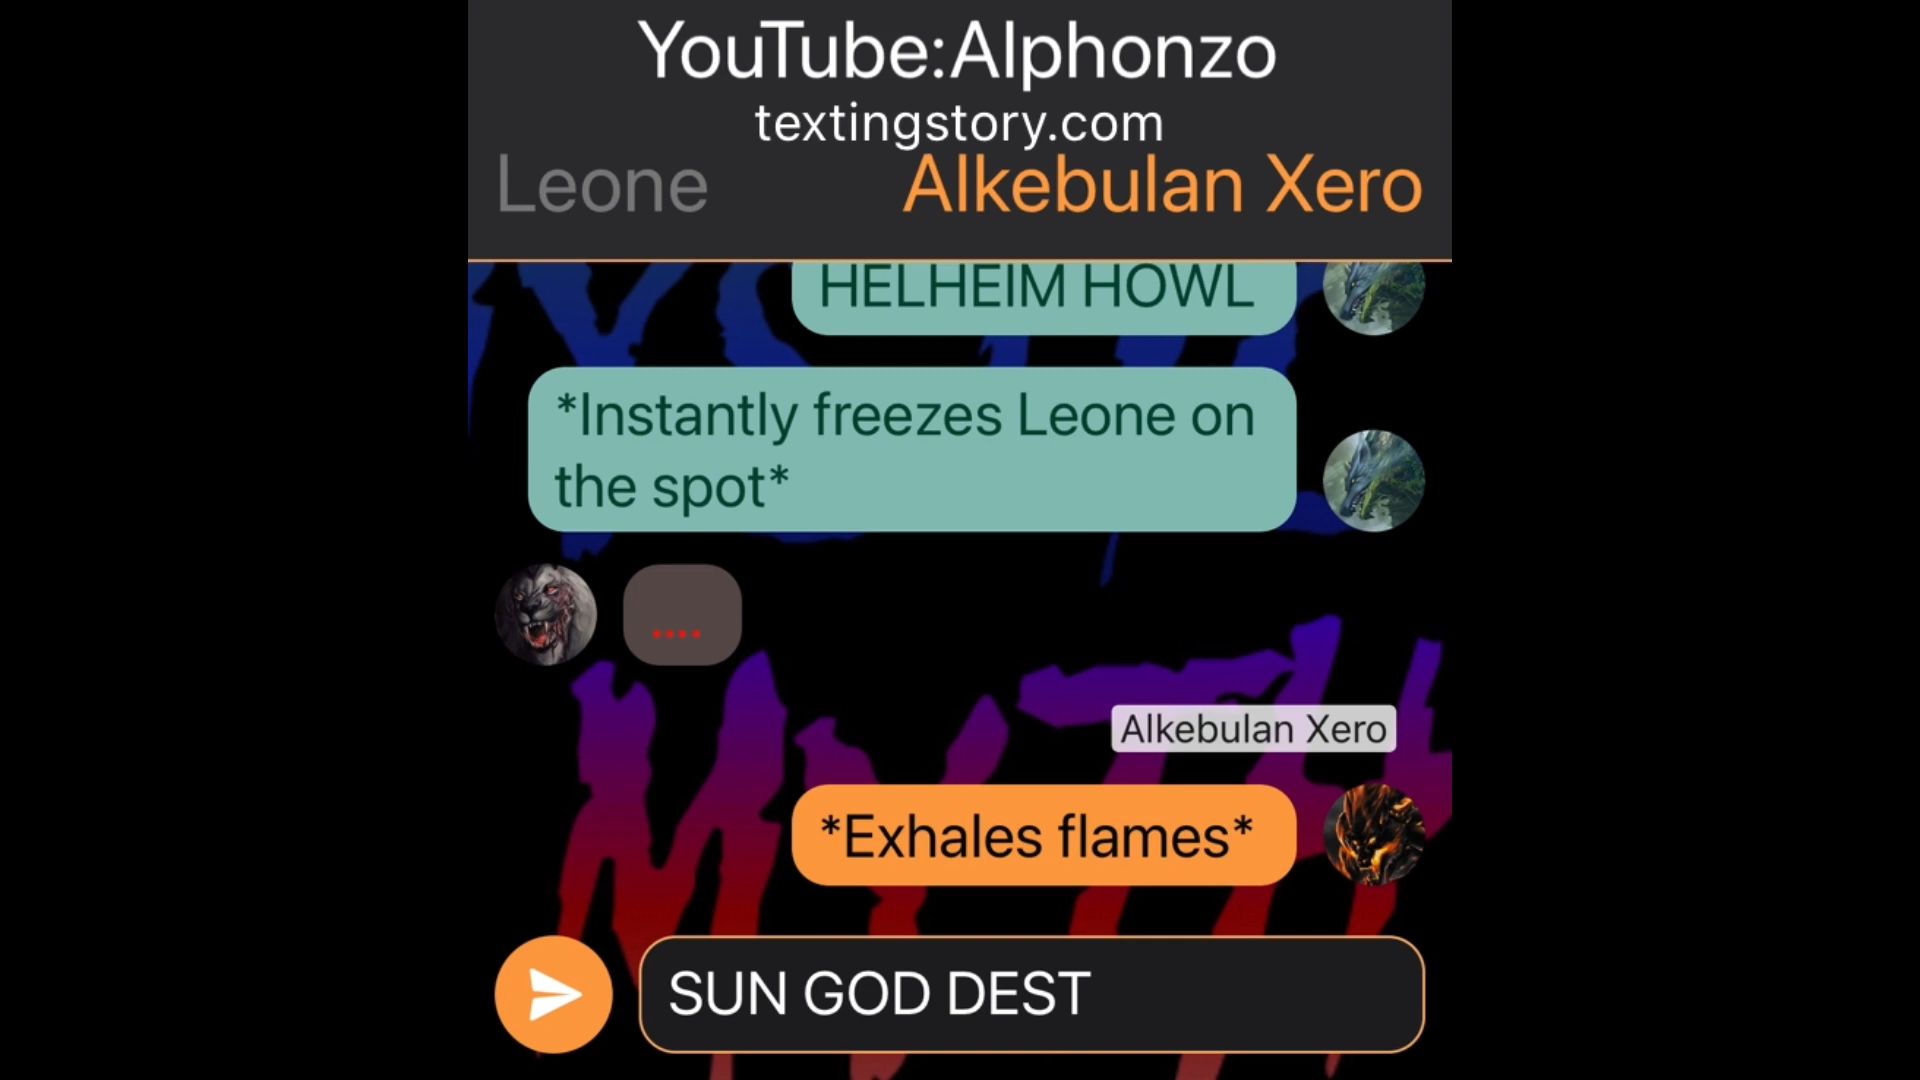 YouTube:Alphonzo
textingstory.com
Leone
Alkebulan Xero
HELHEIM HOWL
*Instantly freezes Leone on
the spot*
....
Alkebulan Xero
*Exhales flames*
SUN GOD DEST